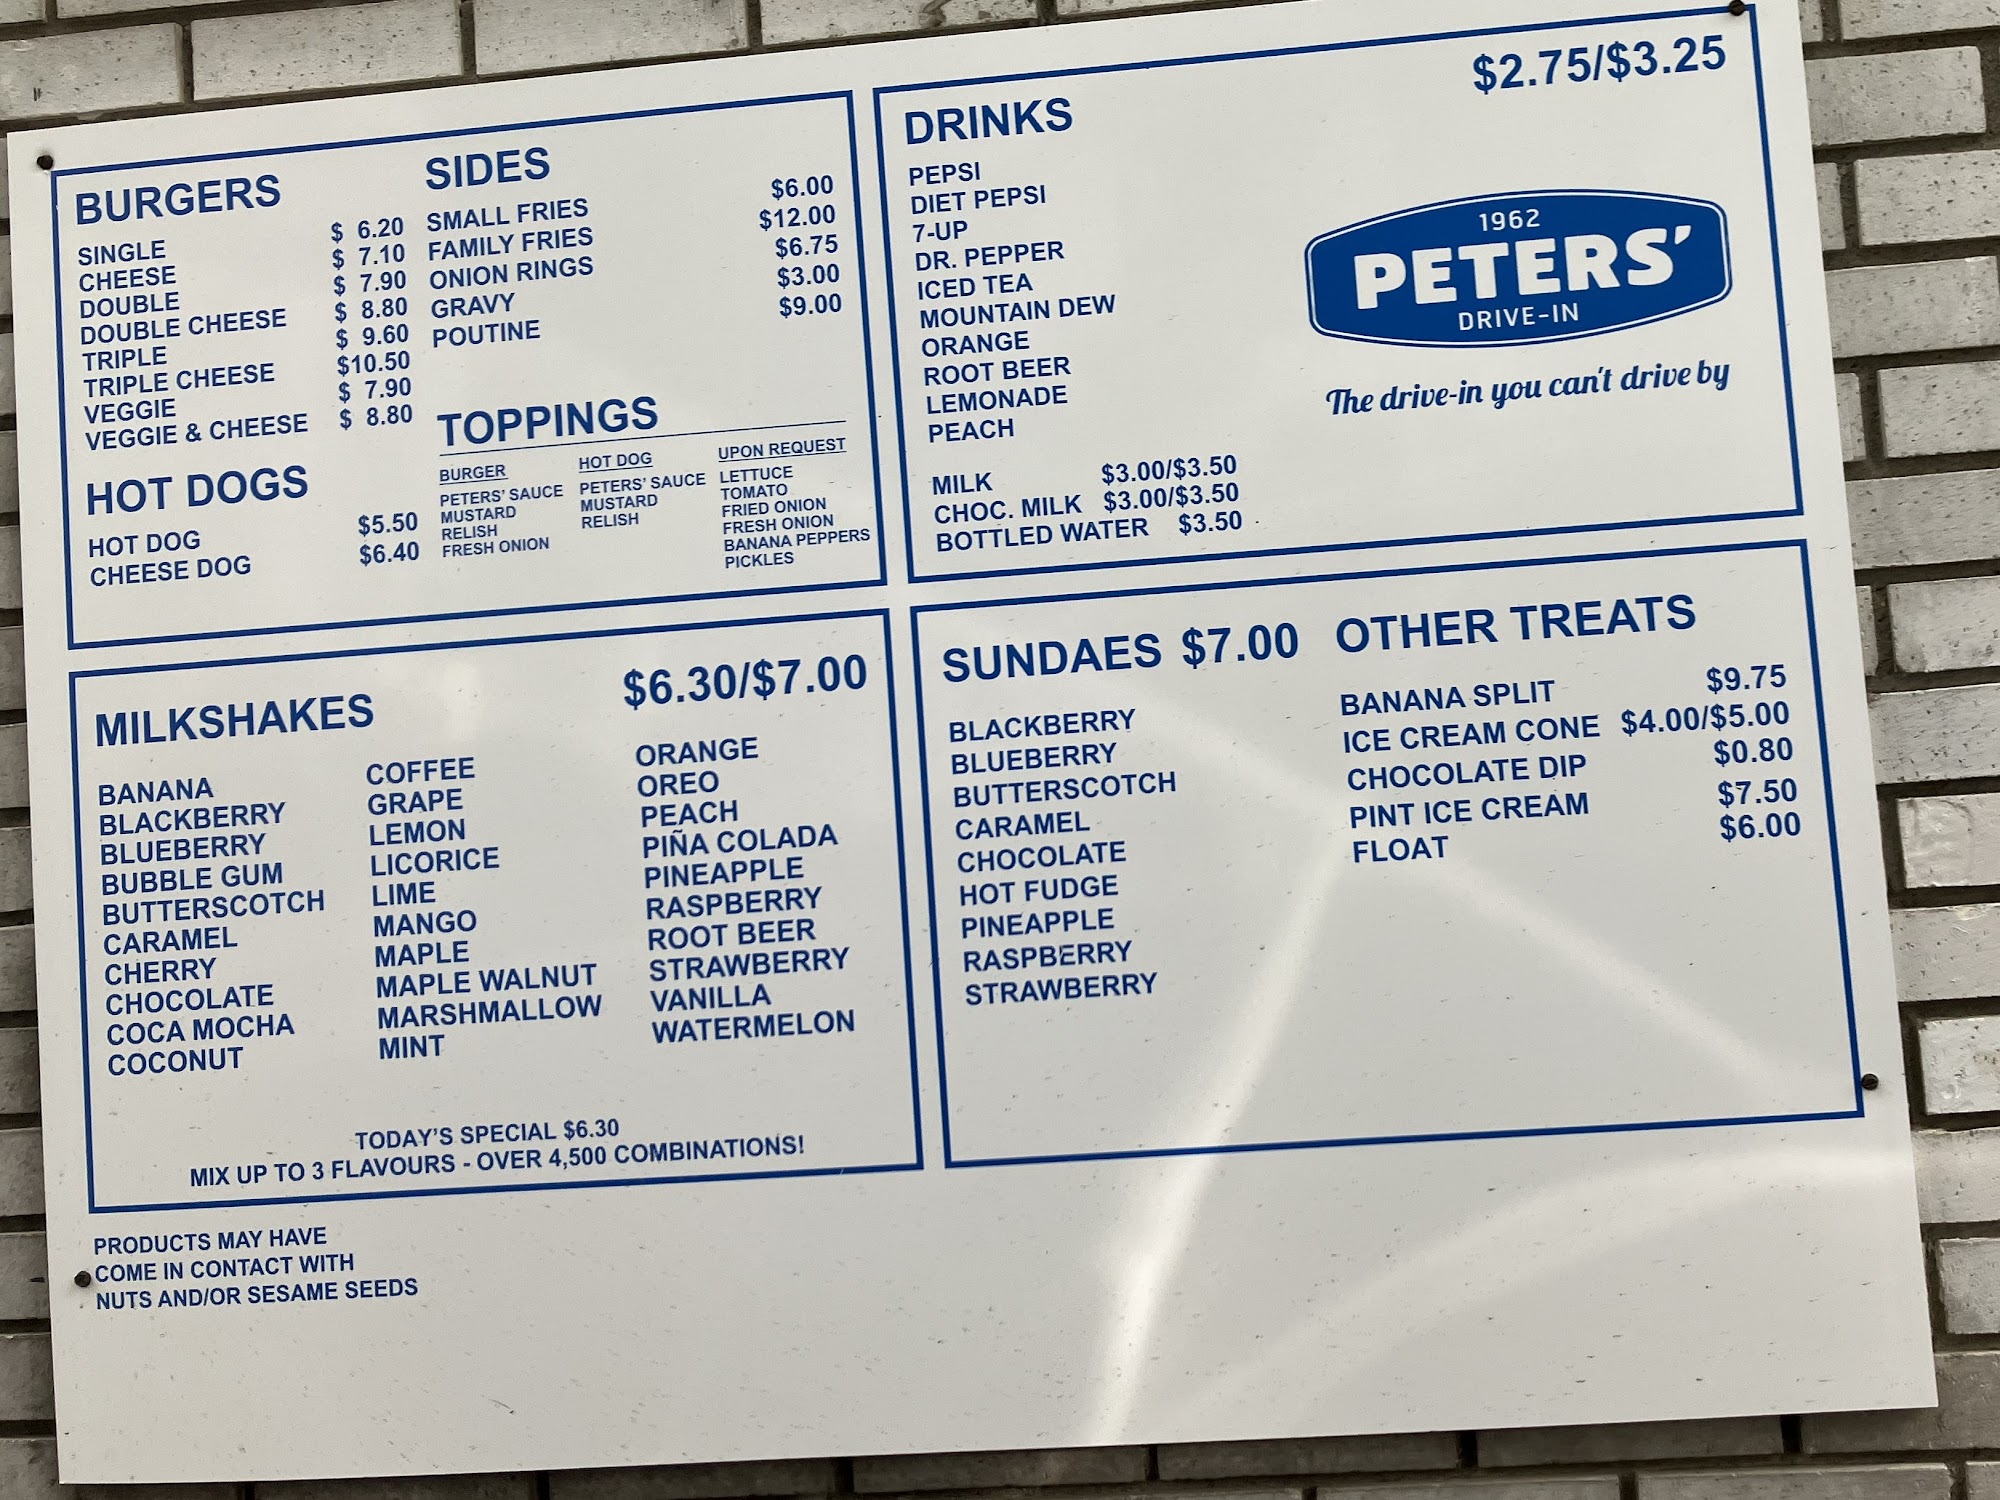 BURGERS
SINGLE $ 6.20
CHEESE $ 7.10
DOUBLE $ 7.90
DOUBLE CHEESE $ 8.80
TRIPLE $ 9.60
TRIPLE CHEESE $10.50
VEGGIE $ 7.90
VEGGIE & CHEESE $ 8.80
HOT DOGS
HOT DOG $5.50
CHEESE DOG $6.40
SIDES
SMALL FRIES $6.00
FAMILY FRIES $12.00
ONION RINGS $6.75
GRAVY $3.00
POUTINE $9.00
TOPPINGS
BURGER
PETERS' SAUCE
MUSTARD
RELISH
FRESH ONION
HOT DOG
PETERS' SAUCE
MUSTARD
RELISH
UPON REQUEST
LETTUCE
TOMATO
FRIED ONION
FRESH ONION
BANANA PEPPERS
PICKLES
DRINKS $2.75/$3.25
PEPSI
DIET PEPSI
7-UP
DR. PEPPER
ICED TEA
MOUNTAIN DEW
ORANGE
ROOT BEER
LEMONADE
PEACH
MILK $3.00/$3.50
CHOC. MILK $3.00/$3.50
BOTTLED WATER $3.50
1962
PETERS'
DRIVE-IN
The drive-in you can't drive by
MILKSHAKES $6.30/$7.00
BANANA
BLACKBERRY
BLUEBERRY
BUBBLE GUM
BUTTERSCOTCH
CARAMEL
CHERRY
CHOCOLATE
COCA MOCHA
COCONUT
COFFEE
GRAPE
LEMON
LICORICE
LIME
MANGO
MAPLE
MAPLE WALNUT
MARSHMALLOW
MINT
ORANGE
OREO
PEACH
PIÑA COLADA
PINEAPPLE
RASPBERRY
ROOT BEER
STRAWBERRY
VANILLA
WATERMELON
TODAY'S SPECIAL $6.30
MIX UP TO 3 FLAVOURS - OVER 4,500 COMBINATIONS!
SUNDAES $7.00
BLACKBERRY
BLUEBERRY
BUTTERSCOTCH
CARAMEL
CHOCOLATE
HOT FUDGE
PINEAPPLE
RASPBERRY
STRAWBERRY
OTHER TREATS
BANANA SPLIT $9.75
ICE CREAM CONE $4.00/$5.00
CHOCOLATE DIP $0.80
PINT ICE CREAM $7.50
FLOAT $6.00
PRODUCTS MAY HAVE
COME IN CONTACT WITH
NUTS AND/OR SESAME SEEDS